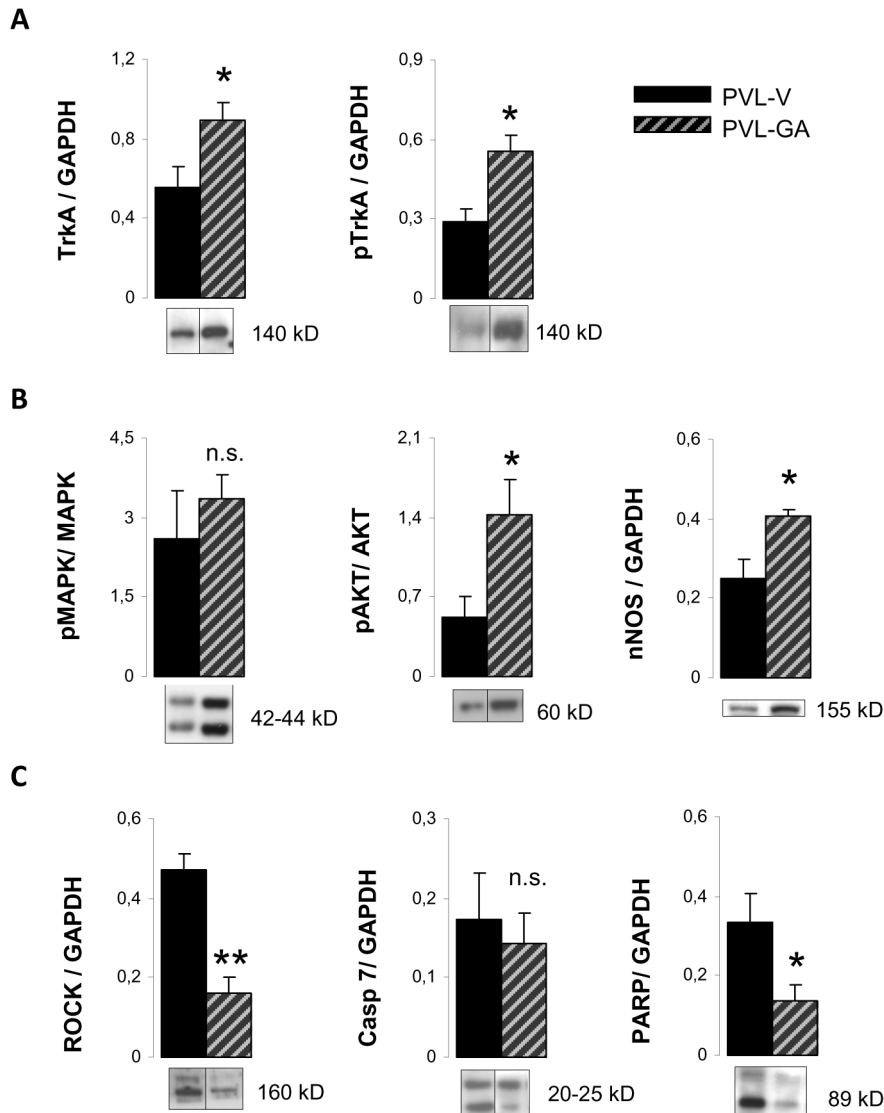 A
TrkA / GAPDH
1,2
0,8
0,4
0
*
140 kD
pTrkA / GAPDH
0,9
0,6
0,3
0
*
140 kD
PVL-V
PVL-GA
B
pMAPK/ MAPK
4,5
3
1,5
0
n.s.
42-44 kD
pAKT/ AKT
2,1
1,4
0,7
0
*
60 kD
nNOS / GAPDH
0,6
0,4
0,2
0
*
155 kD
C
ROCK / GAPDH
0,6
0,4
0,2
0
**
160 kD
Casp 7/ GAPDH
0,3
0,2
0,1
0
n.s.
20-25 kD
PARP/ GAPDH
0,6
0,4
0,2
0
*
89 kD